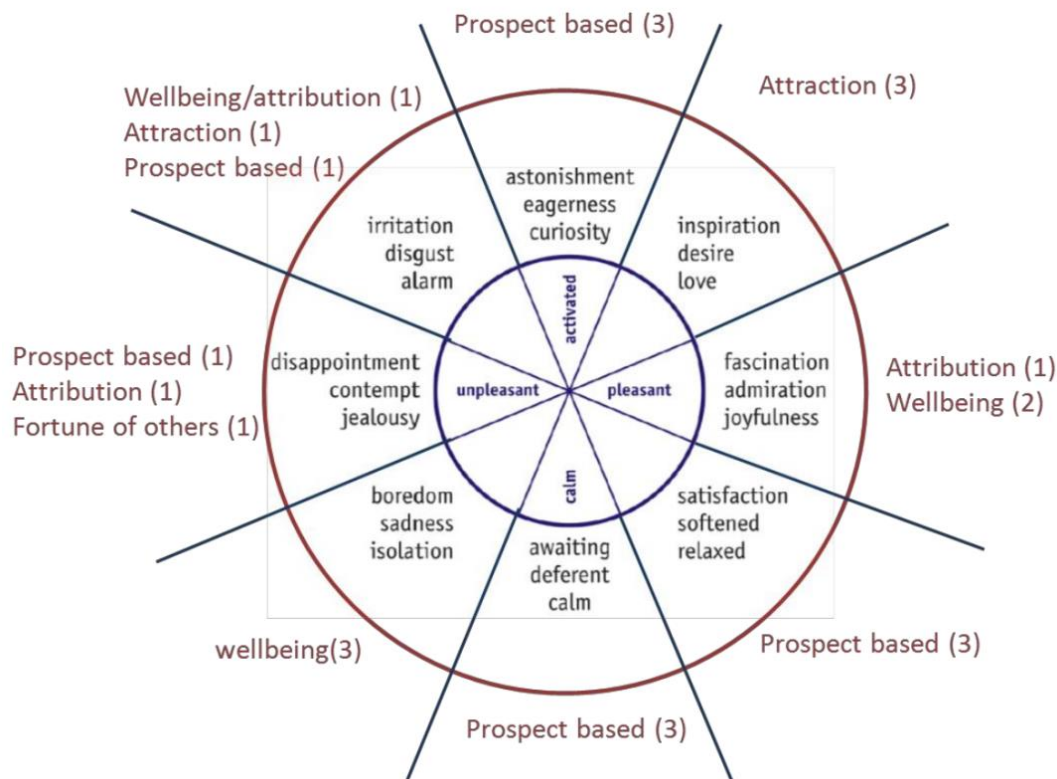 Prospect based (3)
Attraction (3)
Wellbeing/attribution (1)
Attraction (1)
Prospect based (1)
astonishment
eagerness
curiosity
irritation
disgust
alarm
inspiration
desire
love
activated
Prospect based (1)
Attribution (1)
Fortune of others (1)
disappointment
contempt
jealousy
unpleasant
pleasant
fascination
admiration
joyfulness
Attribution (1)
Wellbeing (2)
calm
boredom
sadness
isolation
awaiting
deferent
calm
satisfaction
softened
relaxed
wellbeing(3)
Prospect based (3)
Prospect based (3)